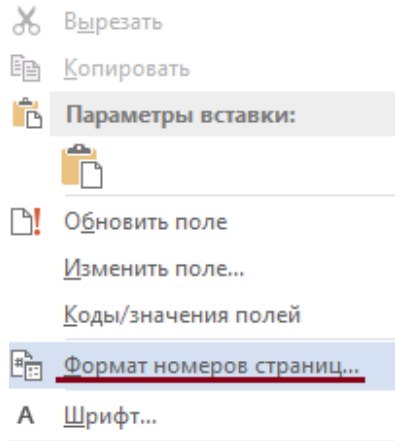 Вырезать
Копировать
Параметры вставки:
Обновить поле
Изменить поле...
Коды/значения полей
Формат номеров страниц...
А Шрифт...